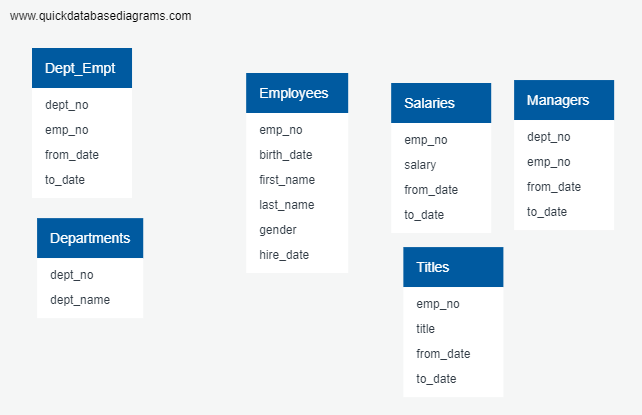 www.quickdatabasediagrams.com
Dept_Empt
dept_no
emp_no
from_date
to_date
Departments
dept_no
dept_name
Employees
emp_no
birth_date
first_name
last_name
gender
hire_date
Salaries
emp_no
salary
from_date
to_date
Titles
emp_no
title
from_date
to_date
Managers
dept_no
emp_no
from_date
to_date